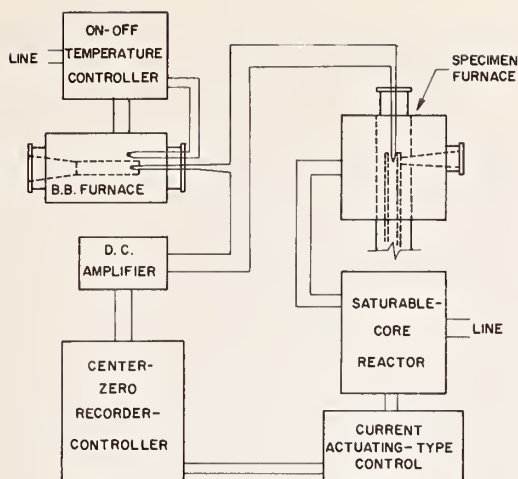 ON-OFF
TEMPERATURE
CONTROLLER
LINE
B.B. FURNACE
SPECIMEN
FURNACE
D.C.
AMPLIFIER
SATURABLE-
CORE
REACTOR
LINE
CENTER-
ZERO
RECORDER-
CONTROLLER
CURRENT
ACTUATING-TYPE
CONTROL